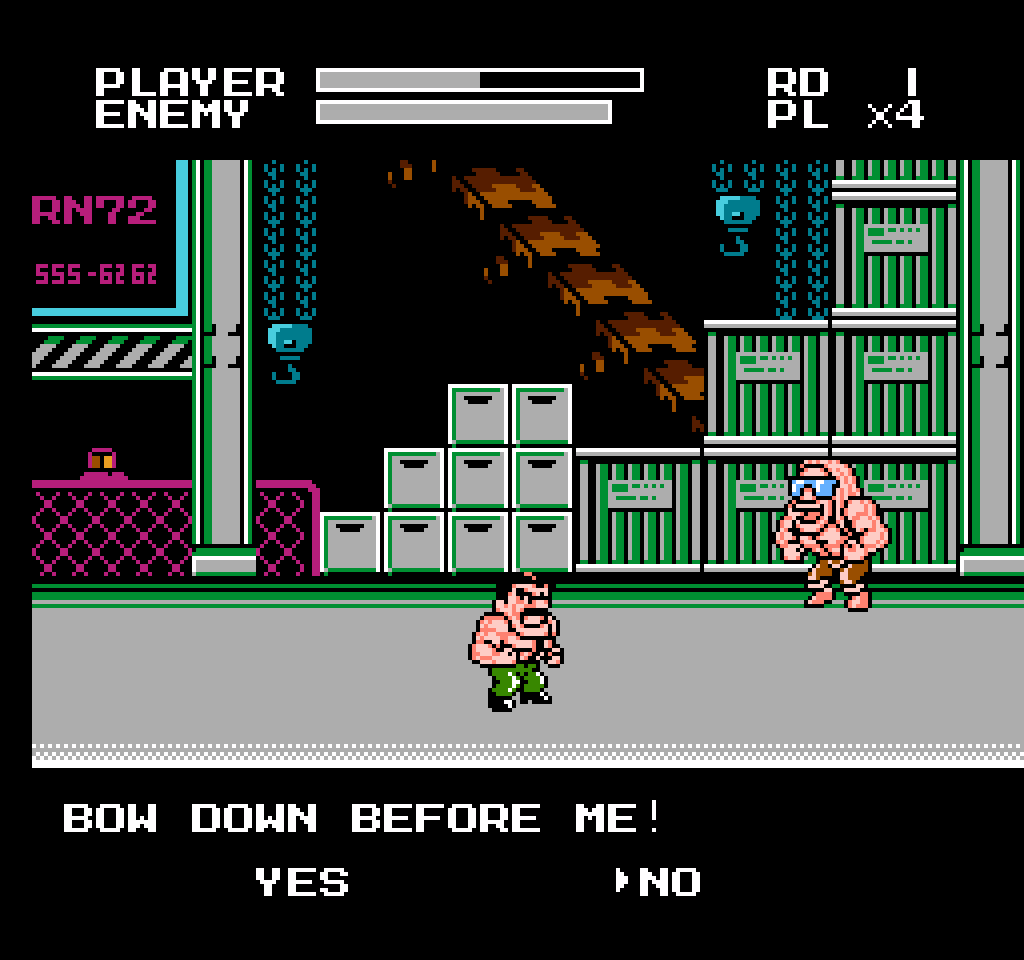 PLAYER
ENEMY
RD 1
PL x4
RN72
555-6262
BOW DOWN BEFORE ME!
YES NO